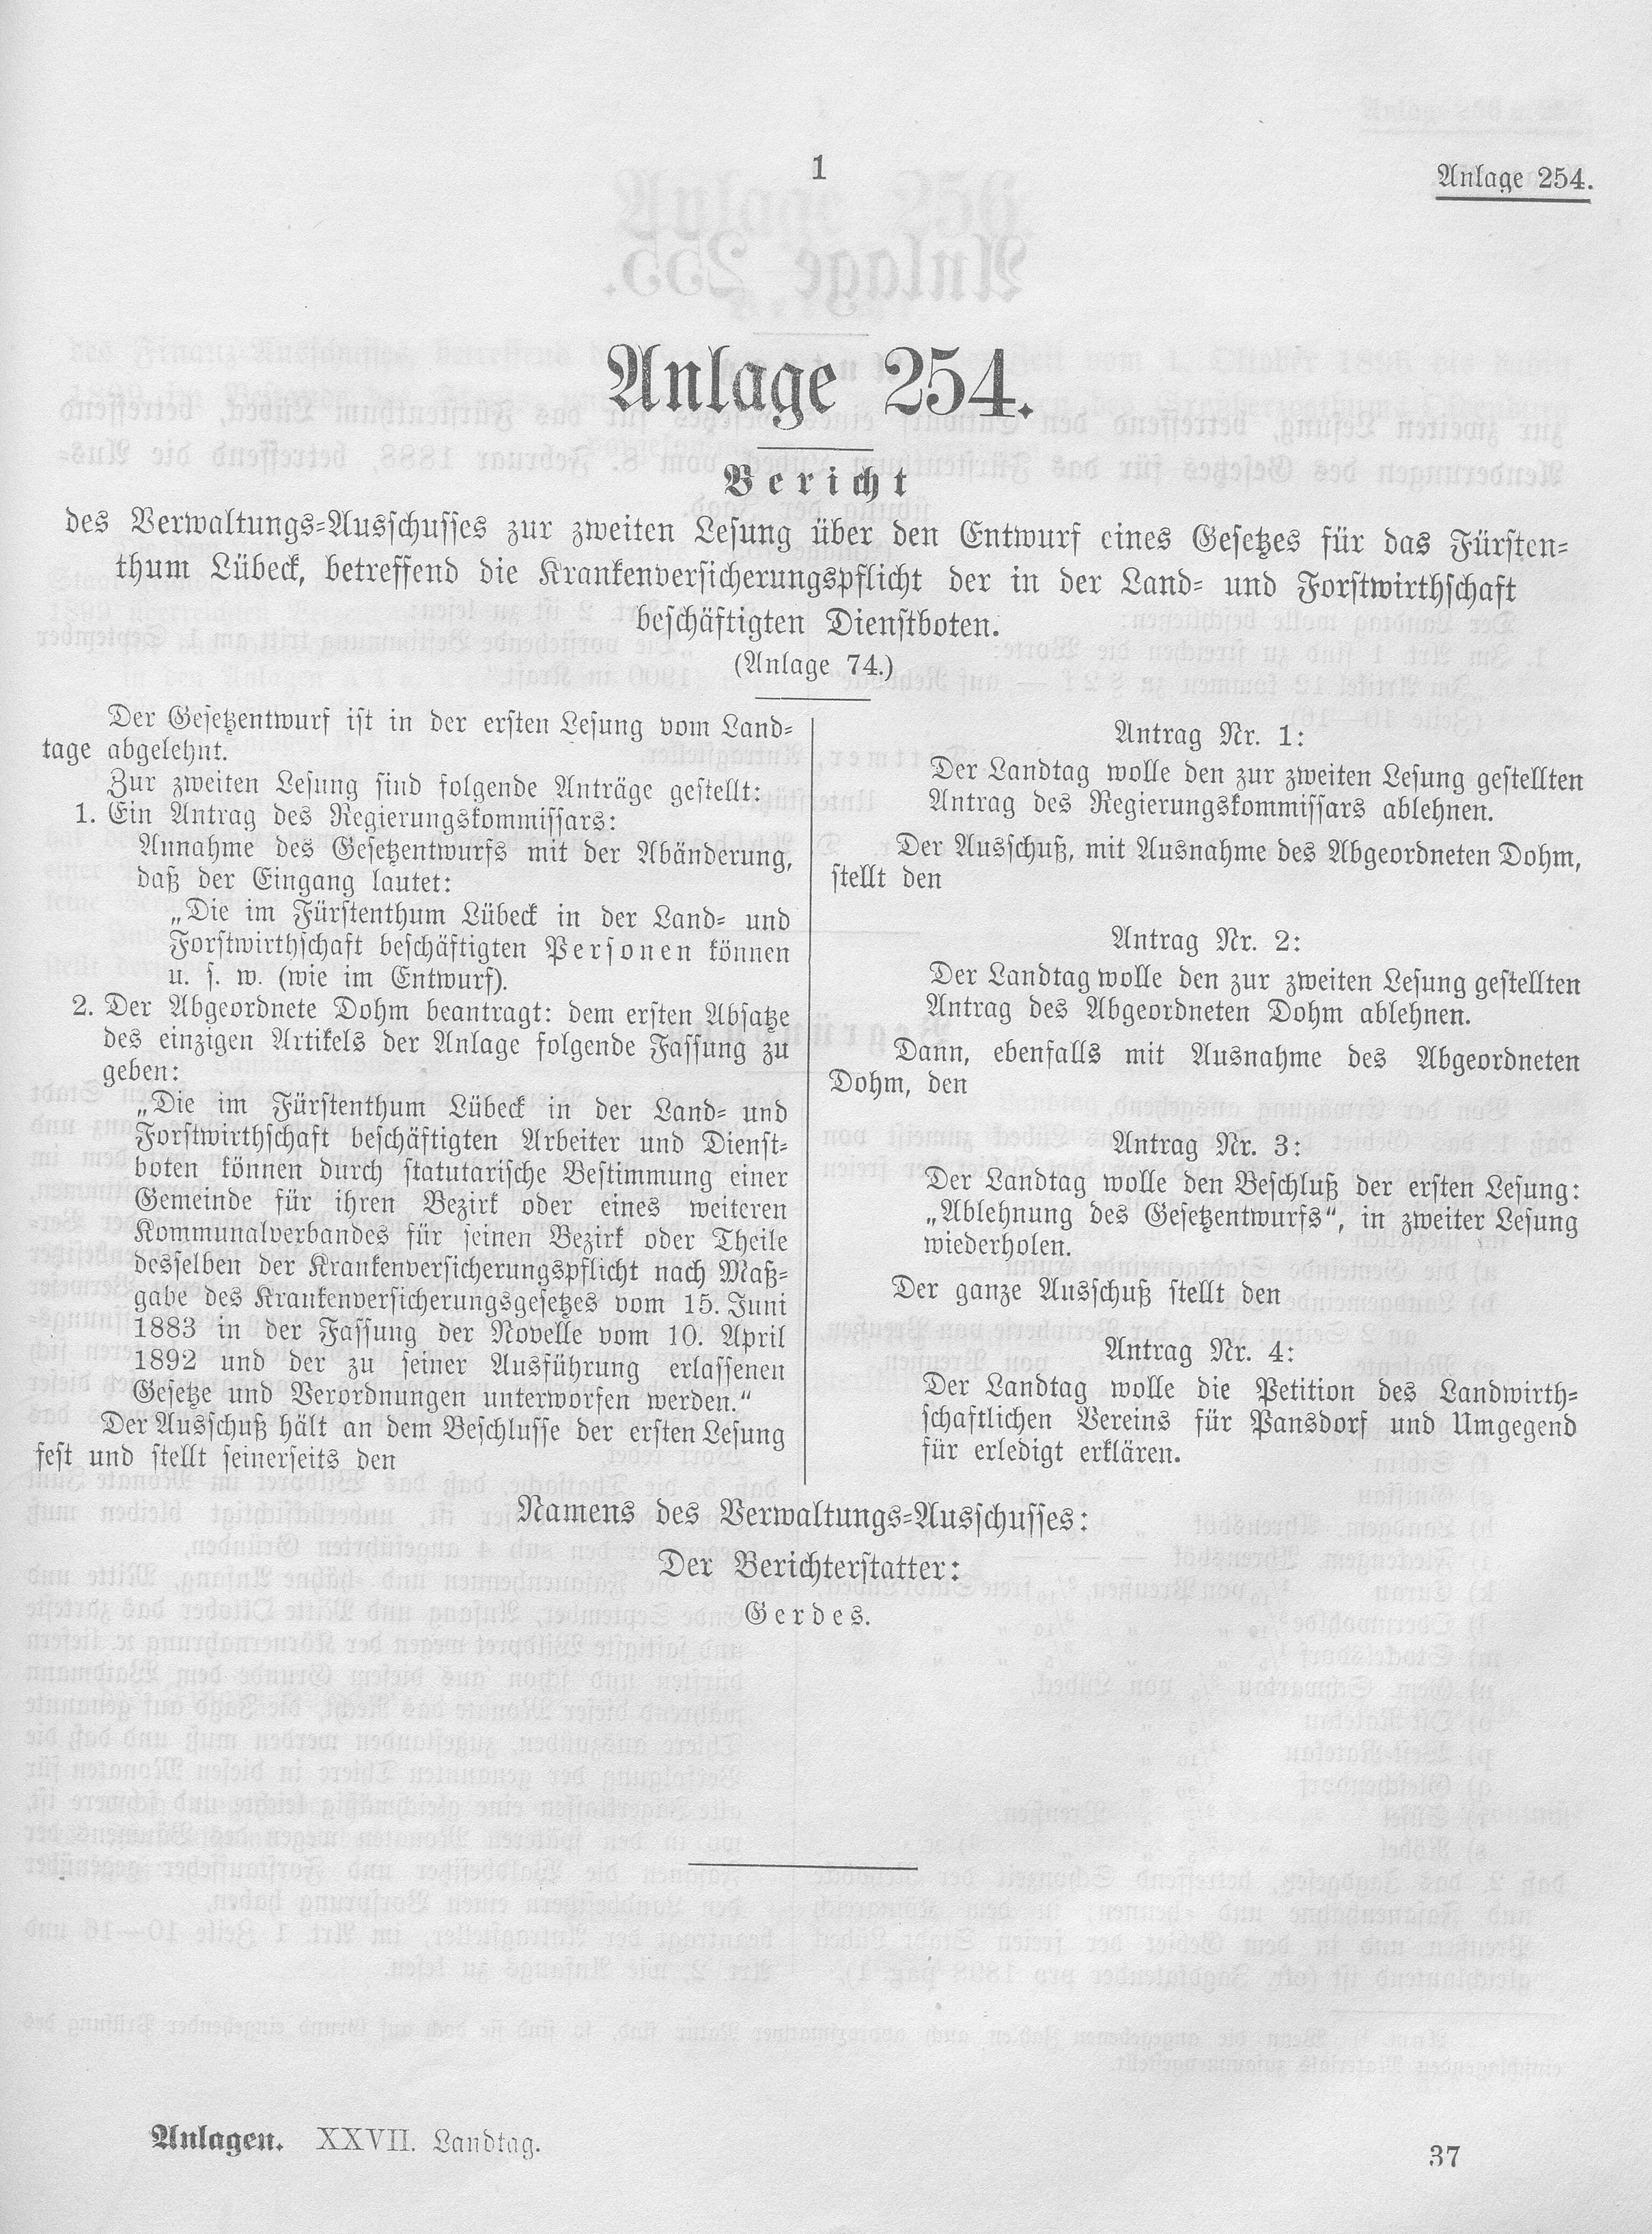 1
Anlage 254.
Anlage 254.
Bericht
des Verwaltungs-Ausschusses zur zweiten Lesung über den Entwurf eines Gesetzes für das Fürsten-
thum Lübeck, betreffend die Krankenversicherungspflicht der in der Land- und Forstwirthschaft
beschäftigten Dienstboten.
(Anlage 74.)
Der Gesetzentwurf ist in der ersten Lesung vom Land-
tage abgelehnt.
Zur zweiten Lesung sind folgende Anträge gestellt:
1. Ein Antrag des Regierungskommissars:
Annahme des Gesetzentwurfs mit der Abänderung,
daß der Eingang lautet:
„Die im Fürstenthum Lübeck in der Land- und
Forstwirthschaft beschäftigten Personen können
u. s. w. (wie im Entwurf).
2. Der Abgeordnete Dohm beantragt: dem ersten Absatze
des einzigen Artikels der Anlage folgende Fassung zu
geben:
„Die im Fürstenthum Lübeck in der Land- und
Forstwirthschaft beschäftigten Arbeiter und Dienst-
boten können durch statutarische Bestimmung einer
Gemeinde für ihren Bezirk oder eines weiteren
Kommunalverbandes für seinen Bezirk oder Theile
desselben der Krankenversicherungspflicht nach Maß-
gabe des Krankenversicherungsgesetzes vom 15. Juni
1883 in der Fassung der Novelle vom 10. April
1892 und der zu seiner Ausführung erlassenen
Gesetze und Verordnungen unterworfen werden.“
Der Ausschuß hält an dem Beschlusse der ersten Lesung
fest und stellt seinerseits den
Antrag Nr. 1:
Der Landtag wolle den zur zweiten Lesung gestellten
Antrag des Regierungskommissars ablehnen.
Der Ausschuß, mit Ausnahme des Abgeordneten Dohm,
stellt den
Antrag Nr. 2:
Der Landtag wolle den zur zweiten Lesung gestellten
Antrag des Abgeordneten Dohm ablehnen.
Dann, ebenfalls mit Ausnahme des Abgeordneten
Dohm, den
Antrag Nr. 3:
Der Landtag wolle den Beschluß der ersten Lesung:
„Ablehnung des Gesetzentwurfs“, in zweiter Lesung
wiederholen.
Der ganze Ausschuß stellt den
Antrag Nr. 4:
Der Landtag wolle die Petition des Landwirth-
schaftlichen Vereins für Pansdorf und Umgegend
für erledigt erklären.
Namens des Verwaltungs-Ausschusses:
Der Berichterstatter:
Gerdes.
Anlagen. XXVII. Landtag.
37